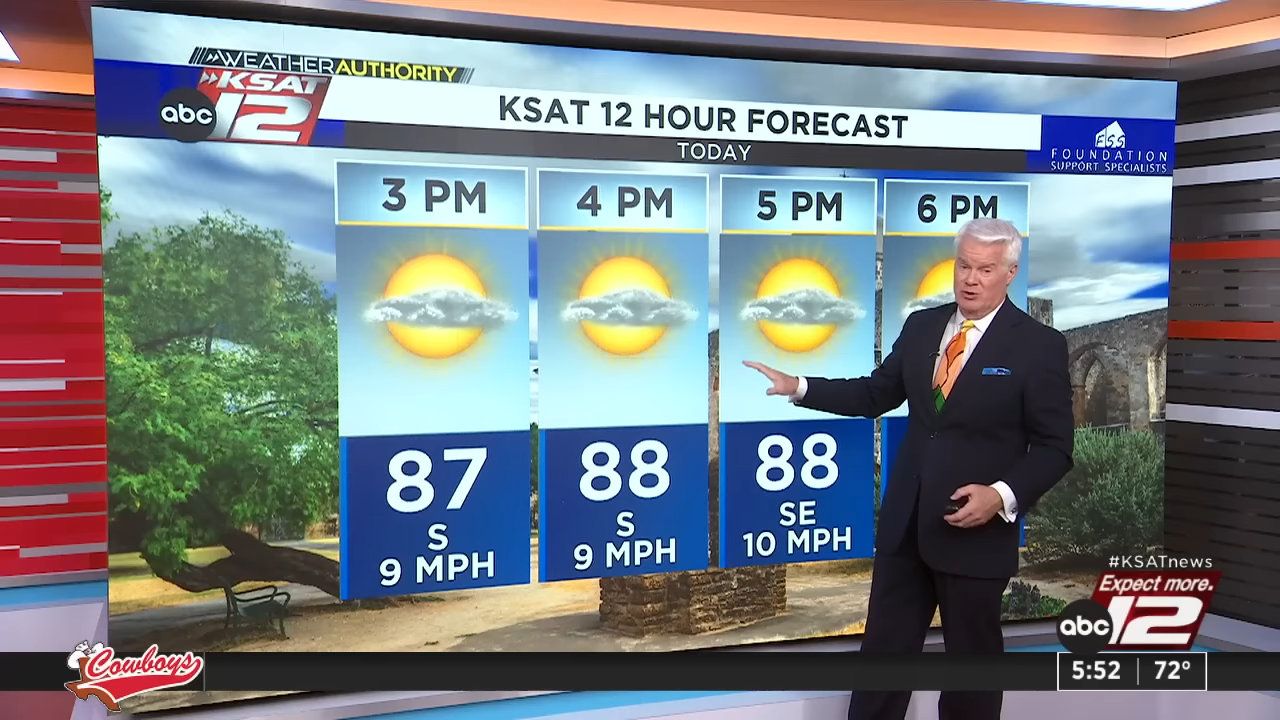 WEATHERAUTHORITY
KSAT
abc 12
KSAT 12 HOUR FORECAST
TODAY
FSS
FOUNDATION
SUPPORT SPECIALISTS
3 PM
4 PM
5 PM
6 PM
87
S
9 MPH
88
S
9 MPH
88
SE
10 MPH
#KSATnews
Expect more.
abc 12
Cowboys
5:52 72°